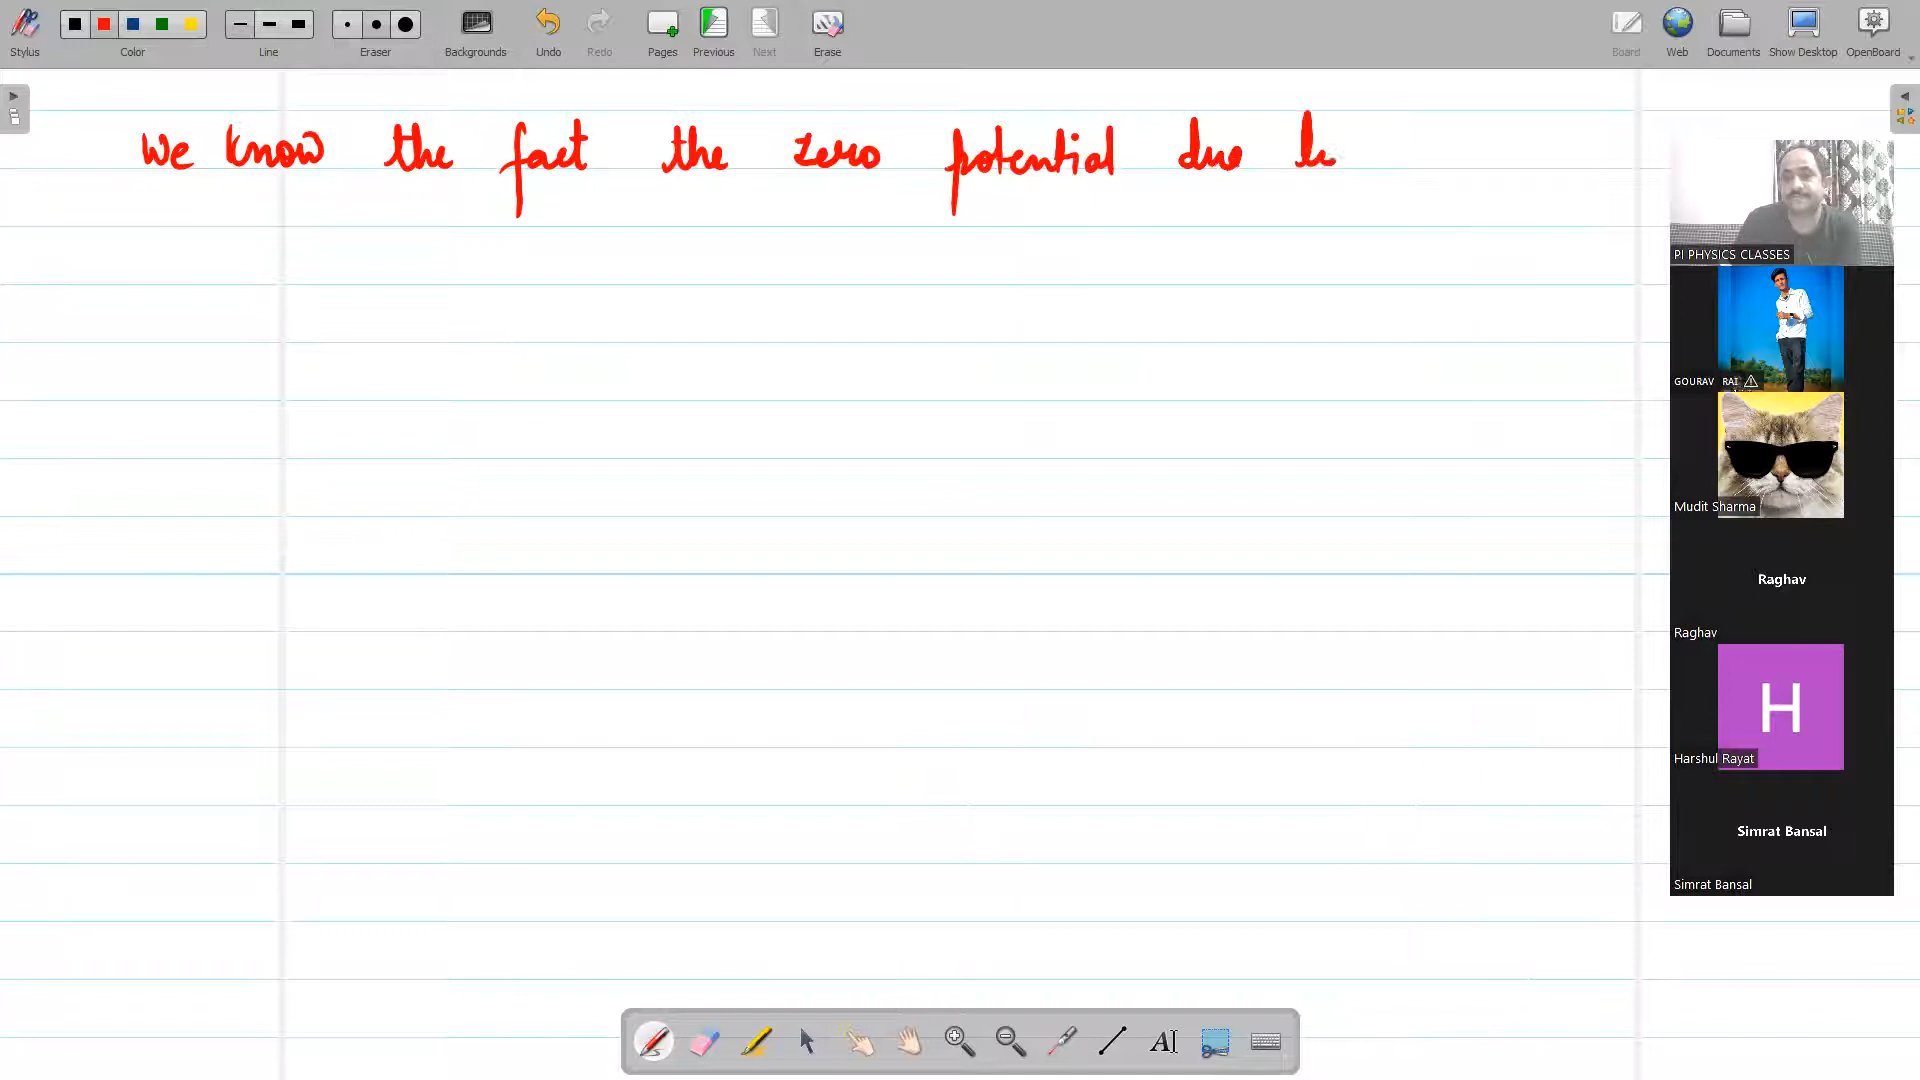 Stylus Color Line Eraser Backgrounds Undo Redo Pages Previous Next Erase Board Web Documents Show Desktop OpenBoard
We know the fact the zero potential due
PI PHYSICS CLASSES
GOURAV RAI
Mudit Sharma
Raghav
Raghav
H
Harshul Rayat
Simrat Bansal
Simrat Bansal